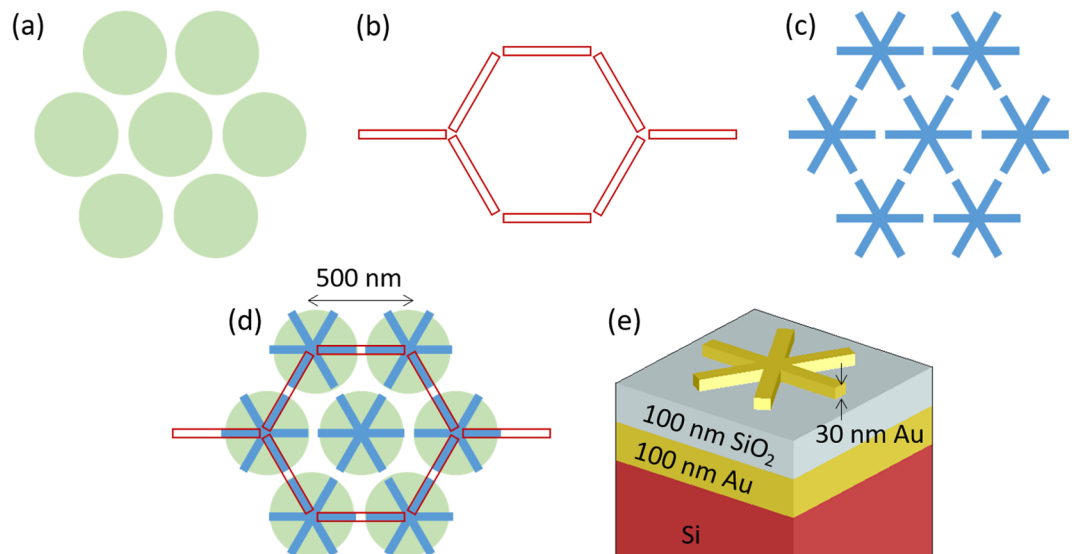 (a)
(b)
(c)
500 nm
(d)
(e)
100 nm SiO₂
30 nm Au
100 nm Au
Si